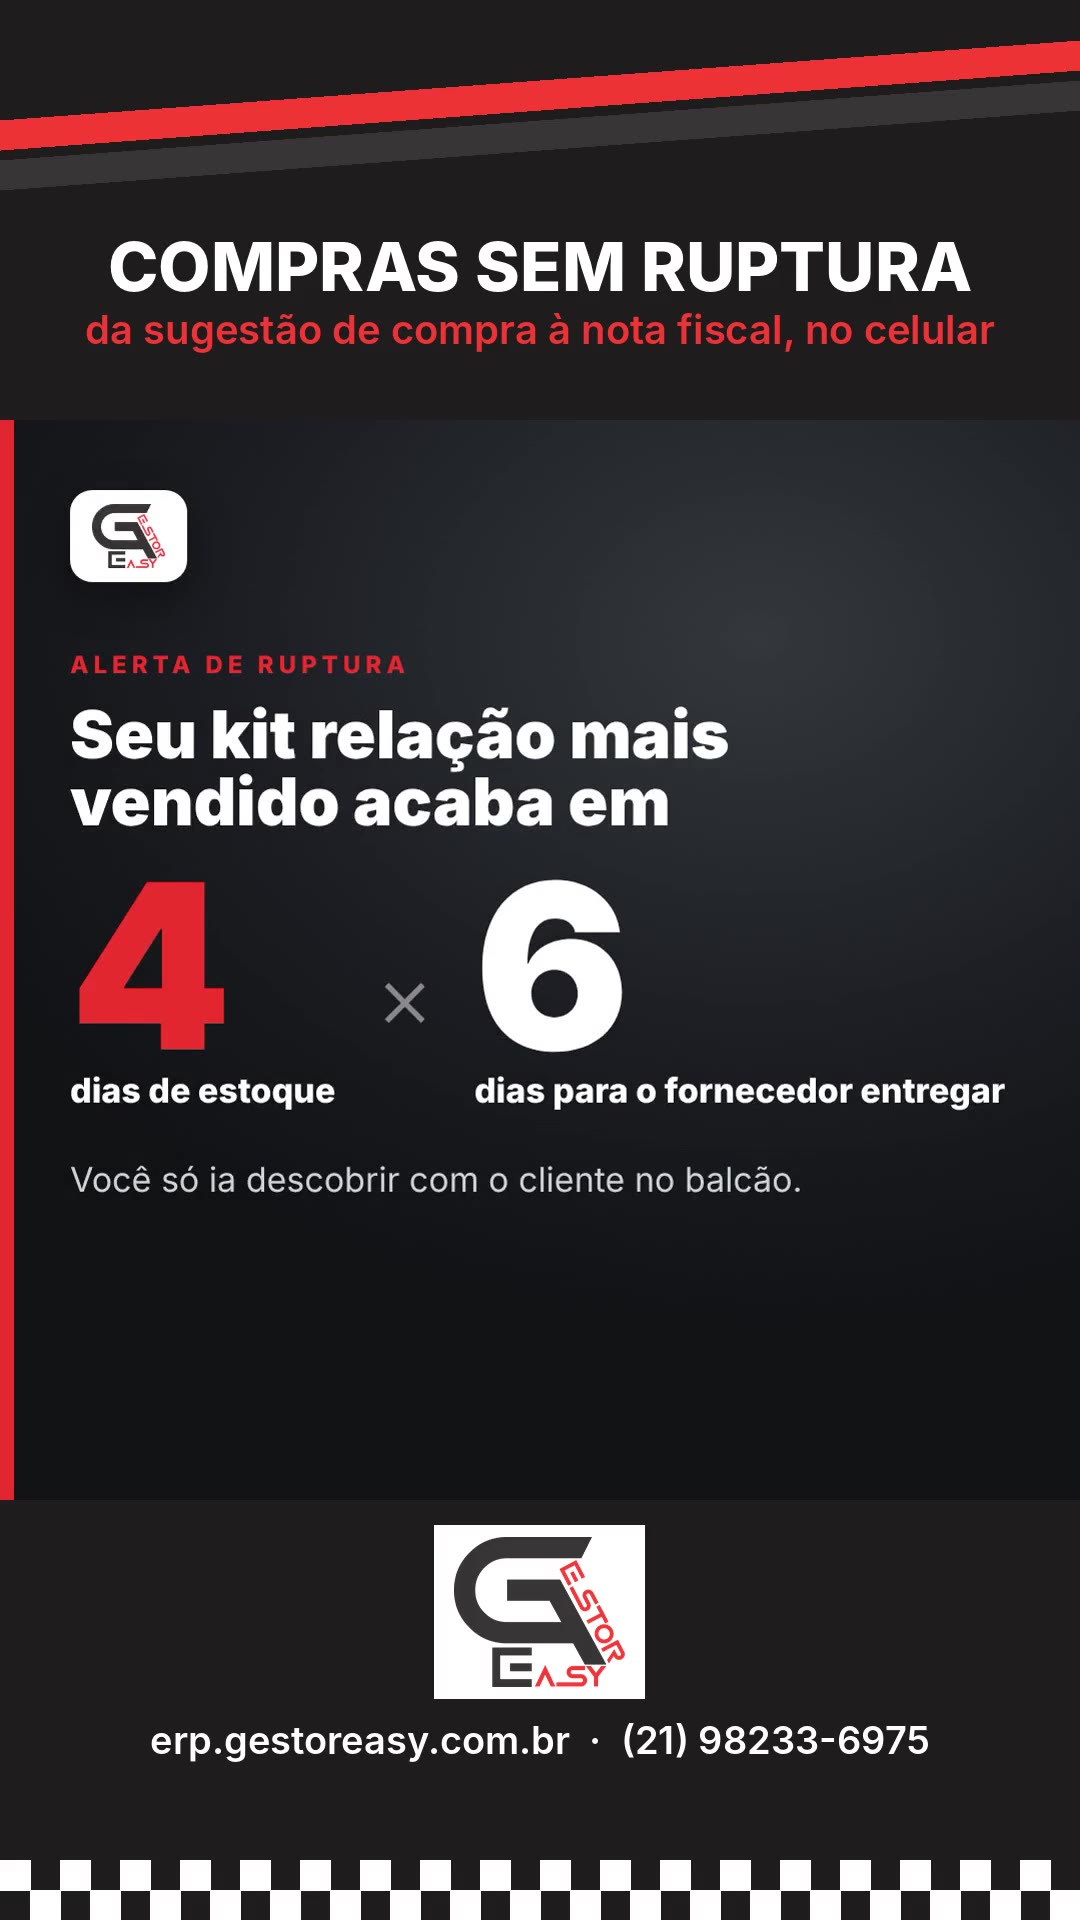 COMPRAS SEM RUPTURA
da sugestão de compra à nota fiscal, no celular
GESTOR
EASY
ALERTA DE RUPTURA
Seu kit relação mais
vendido acaba em
4 × 6
dias de estoque dias para o fornecedor entregar
Você só ia descobrir com o cliente no balcão.
GESTOR
EASY
erp.gestoreasy.com.br · (21) 98233-6975